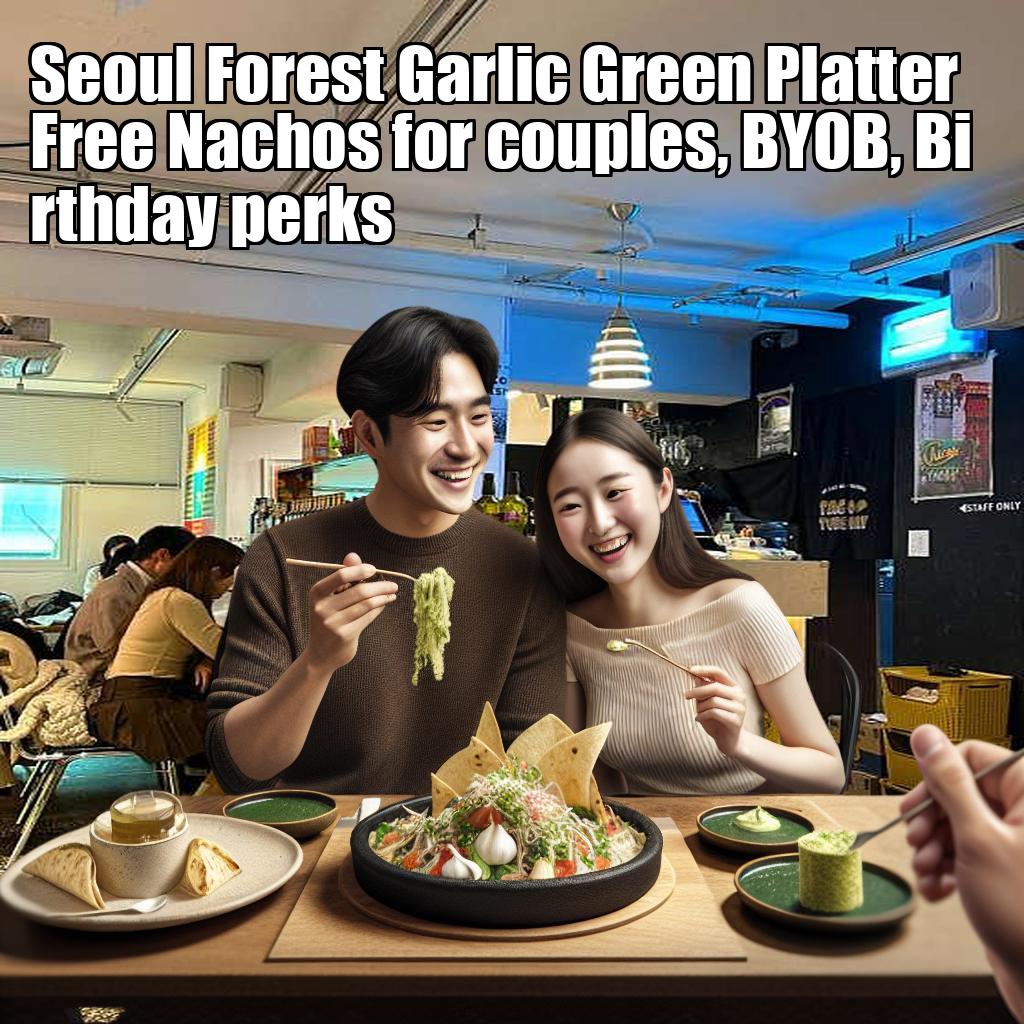 Seoul Forest Garlic Green Platter
Free Nachos for couples, BYOB, Bi
rthday perks
STAFF ONLY